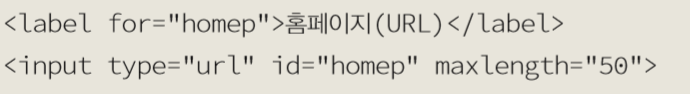 <label for="homep">홈페이지(URL)</label>
<input type="url" id="homep" maxlength="50">